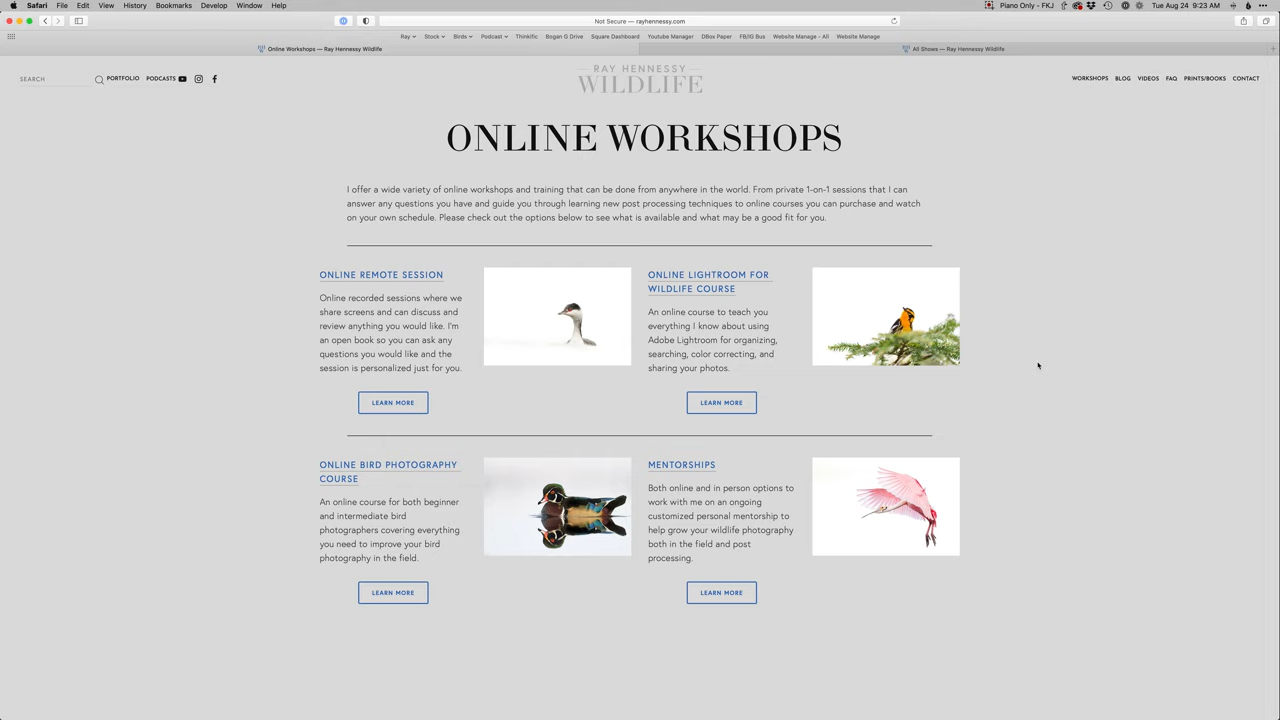 Safari File Edit View History Bookmarks Develop Window Help Piano Only - FKJ Tue Aug 24 9:23 AM
Not Secure — rayhennessy.com
Ray Stock Birds Podcast Thinkific Bogan G Drive Square Dashboard Youtube Manager DBox Paper FB/IG Bus Website Manage - All Website Manage
Online Workshops — Ray Hennessy Wildlife All Shows — Ray Hennessy Wildlife
SEARCH PORTFOLIO PODCASTS
RAY HENNESSY
WILDLIFE
WORKSHOPS BLOG VIDEOS FAQ PRINTS/BOOKS CONTACT
ONLINE WORKSHOPS
I offer a wide variety of online workshops and training that can be done from anywhere in the world. From private 1-on-1 sessions that I can
answer any questions you have and guide you through learning new post processing techniques to online courses you can purchase and watch
on your own schedule. Please check out the options below to see what is available and what may be a good fit for you.
ONLINE REMOTE SESSION
Online recorded sessions where we
share screens and can discuss and
review anything you would like. I'm
an open book so you can ask any
questions you would like and the
session is personalized just for you.
LEARN MORE
ONLINE LIGHTROOM FOR
WILDLIFE COURSE
An online course to teach you
everything I know about using
Adobe Lightroom for organizing,
searching, color correcting, and
sharing your photos.
LEARN MORE
ONLINE BIRD PHOTOGRAPHY
COURSE
An online course for both beginner
and intermediate bird
photographers covering everything
you need to improve your bird
photography in the field.
LEARN MORE
MENTORSHIPS
Both online and in person options to
work with me on an ongoing
customized personal mentorship to
help grow your wildlife photography
both in the field and post
processing.
LEARN MORE